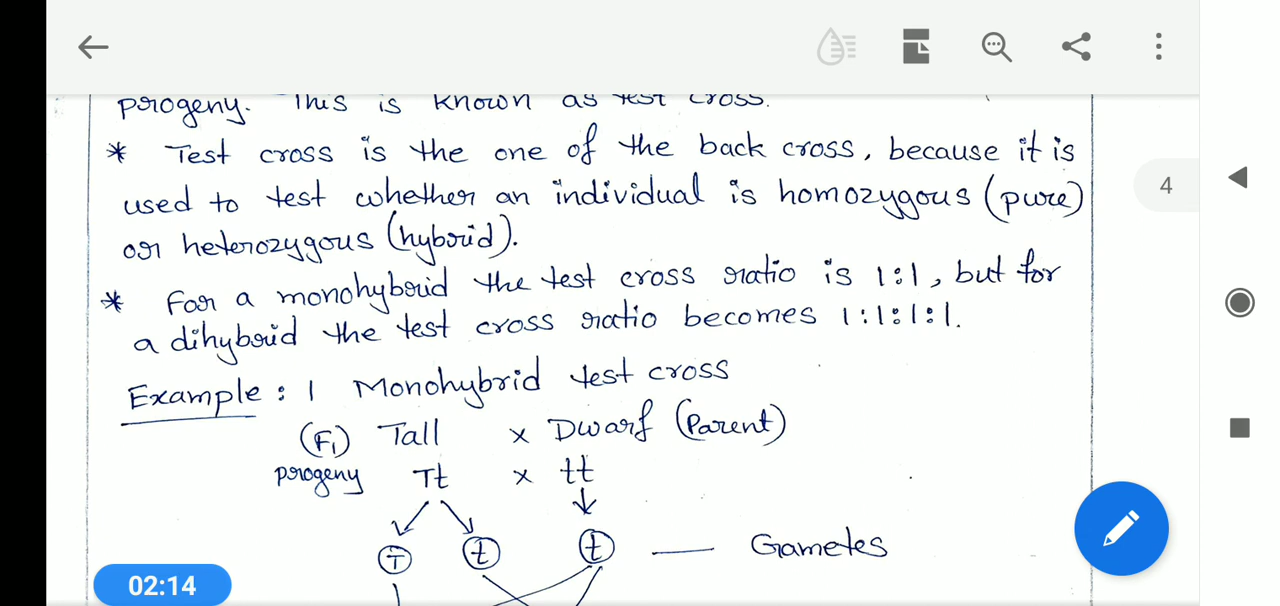 progeny. This is known as test cross.
* Test cross is the one of the back cross, because it is
4
used to test whether an individual is homozygous (pure)
or heterozygous (hybrid).
* For a monohybrid the test cross ratio is 1:1, but for
a dihybrid the test cross ratio becomes 1:1:1:1.
Example: 1 Monohybrid test cross
(F1) Tall × Dwarf (Parent)
progeny Tt × tt
T t t — Gametes
02:14